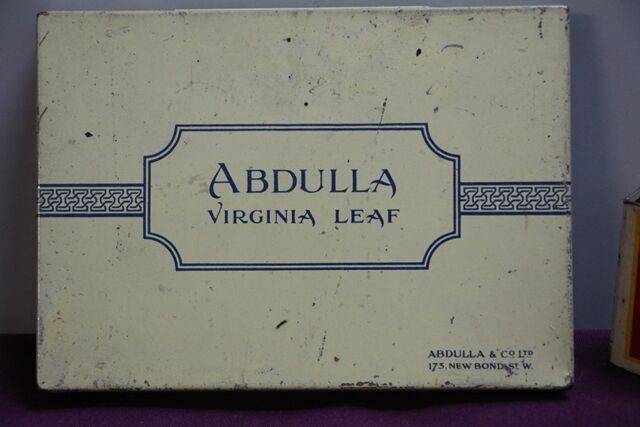 ABDULLA
VIRGINIA LEAF
ABDULLA & CO LTD
173. NEW BOND ST. W.